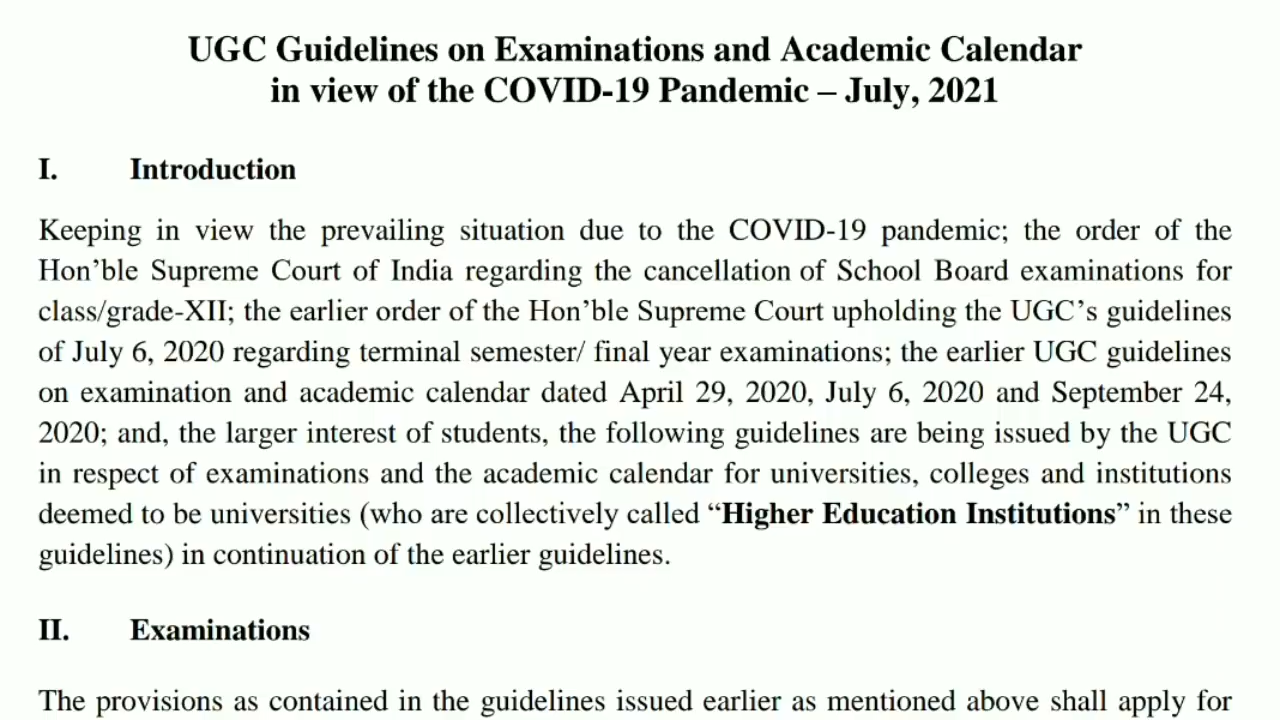 UGC Guidelines on Examinations and Academic Calendar
in view of the COVID-19 Pandemic – July, 2021
I. Introduction
Keeping in view the prevailing situation due to the COVID-19 pandemic; the order of the
Hon’ble Supreme Court of India regarding the cancellation of School Board examinations for
class/grade-XII; the earlier order of the Hon’ble Supreme Court upholding the UGC’s guidelines
of July 6, 2020 regarding terminal semester/ final year examinations; the earlier UGC guidelines
on examination and academic calendar dated April 29, 2020, July 6, 2020 and September 24,
2020; and, the larger interest of students, the following guidelines are being issued by the UGC
in respect of examinations and the academic calendar for universities, colleges and institutions
deemed to be universities (who are collectively called “Higher Education Institutions” in these
guidelines) in continuation of the earlier guidelines.
II. Examinations
The provisions as contained in the guidelines issued earlier as mentioned above shall apply for